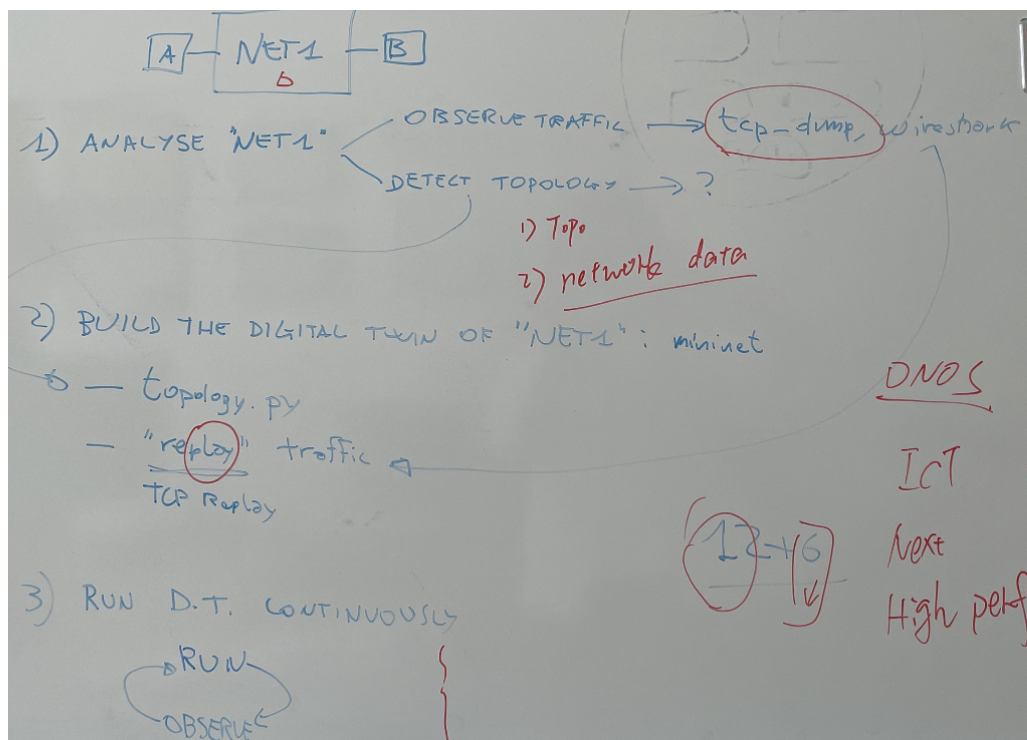 A NET1 B
OBSERVE TRAFFIC → tcp-dump, wireshark
1) ANALYSE "NET1"
DETECT TOPOLOGY → ?
1) Topo
2) network data
2) BUILD THE DIGITAL TWIN OF "NET1": mininet
— topology.py
— "replay" traffic
TCP Replay
ONOS
ICT
12+6
Next
High perf
3) RUN D.T. CONTINUOUSLY
RUN
OBSERVE